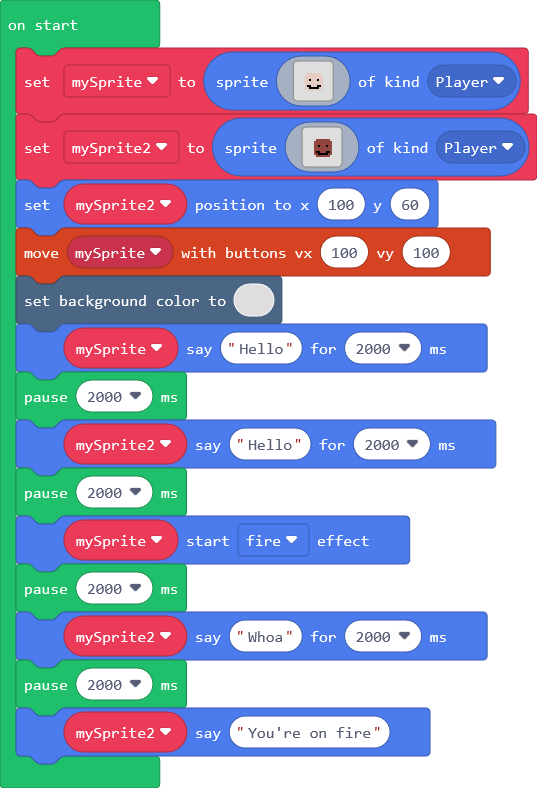 on start
set mySprite to sprite of kind Player
set mySprite2 to sprite of kind Player
set mySprite2 position to x 100 y 60
move mySprite with buttons vx 100 vy 100
set background color to
mySprite say "Hello" for 2000 ms
pause 2000 ms
mySprite2 say "Hello" for 2000 ms
pause 2000 ms
mySprite start fire effect
pause 2000 ms
mySprite2 say "Whoa" for 2000 ms
pause 2000 ms
mySprite2 say "You're on fire"